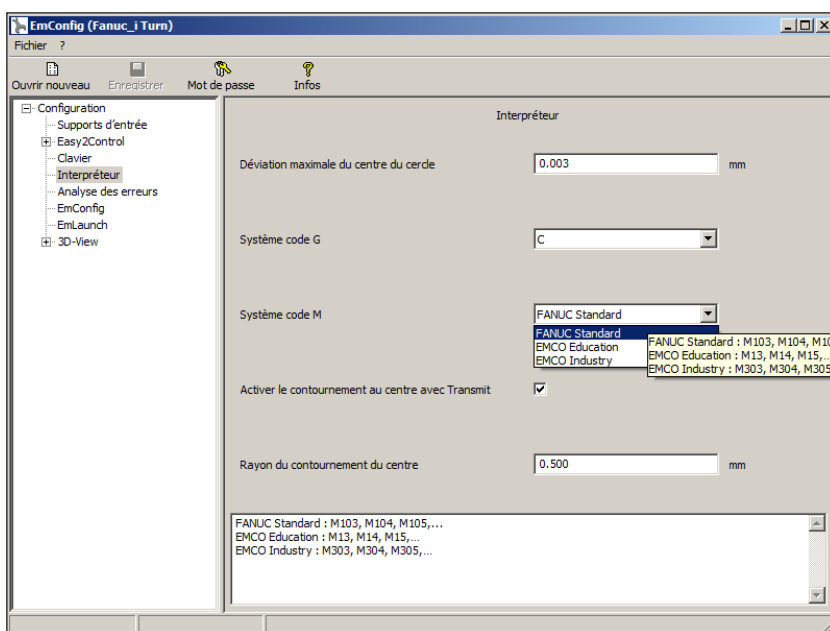 EmConfig (Fanuc_i Turn)
Fichier ?
Ouvrir nouveau Enregistrer Mot de passe Infos
Configuration
Supports d'entrée
Easy2Control
Clavier
Interpréteur
Analyse des erreurs
EmConfig
EmLaunch
3D-View
Interpréteur
Déviation maximale du centre du cercle 0.003 mm
Système code G C
Système code M FANUC Standard
FANUC Standard
EMCO Education
EMCO Industry
FANUC Standard : M103, M104, M10
EMCO Education : M13, M14, M15,...
EMCO Industry : M303, M304, M305
Activer le contournement au centre avec Transmit
Rayon du contournement du centre 0.500 mm
FANUC Standard : M103, M104, M105,...
EMCO Education : M13, M14, M15,...
EMCO Industry : M303, M304, M305,...